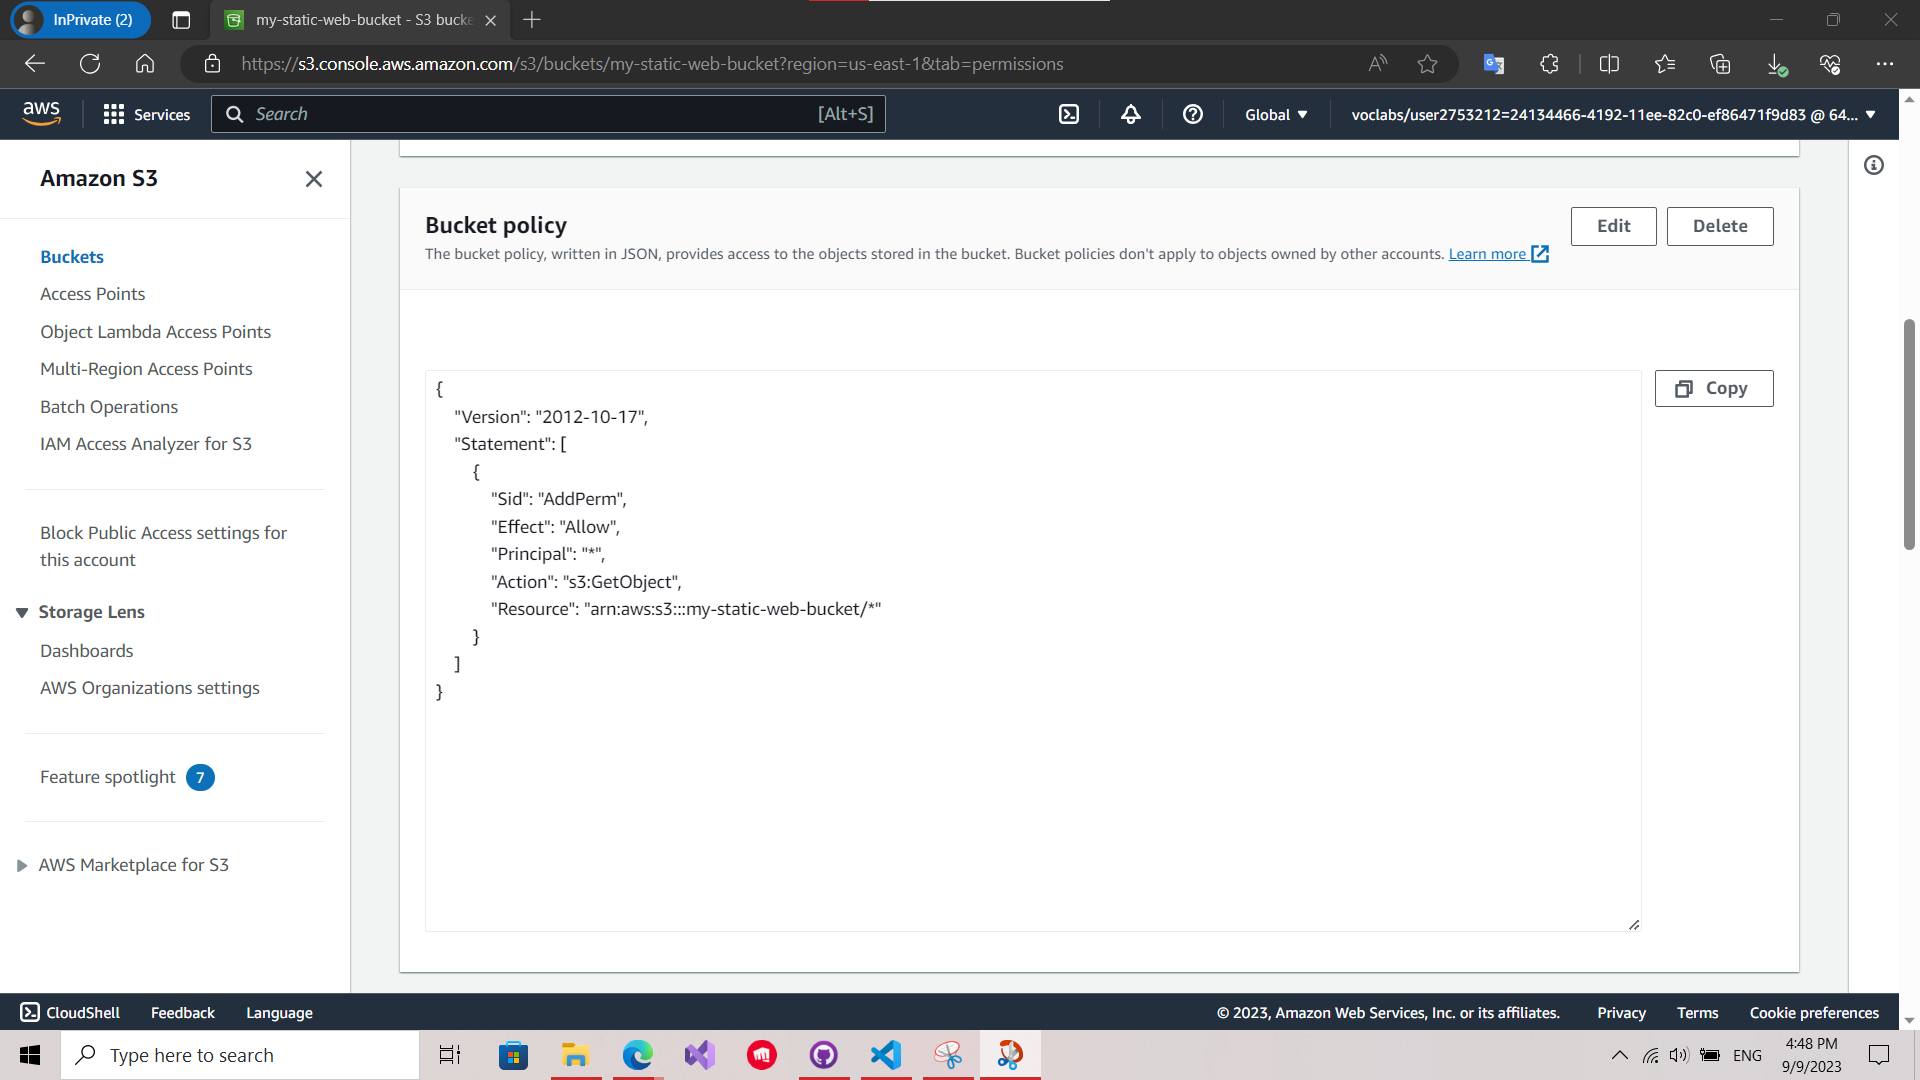 InPrivate (2)
my-static-web-bucket - S3 bucke
https://s3.console.aws.amazon.com/s3/buckets/my-static-web-bucket?region=us-east-1&tab=permissions
aws
Services
Search
[Alt+S]
Global
voclabs/user2753212=24134466-4192-11ee-82c0-ef86471f9d83 @ 64...
Amazon S3
Buckets
Access Points
Object Lambda Access Points
Multi-Region Access Points
Batch Operations
IAM Access Analyzer for S3
Block Public Access settings for
this account
Storage Lens
Dashboards
AWS Organizations settings
Feature spotlight 7
AWS Marketplace for S3
Bucket policy
The bucket policy, written in JSON, provides access to the objects stored in the bucket. Bucket policies don't apply to objects owned by other accounts. Learn more
Edit
Delete
Copy
{
"Version": "2012-10-17",
"Statement": [
{
"Sid": "AddPerm",
"Effect": "Allow",
"Principal": "*",
"Action": "s3:GetObject",
"Resource": "arn:aws:s3:::my-static-web-bucket/*"
}
]
}
CloudShell
Feedback
Language
© 2023, Amazon Web Services, Inc. or its affiliates.
Privacy
Terms
Cookie preferences
Type here to search
ENG
4:48 PM
9/9/2023